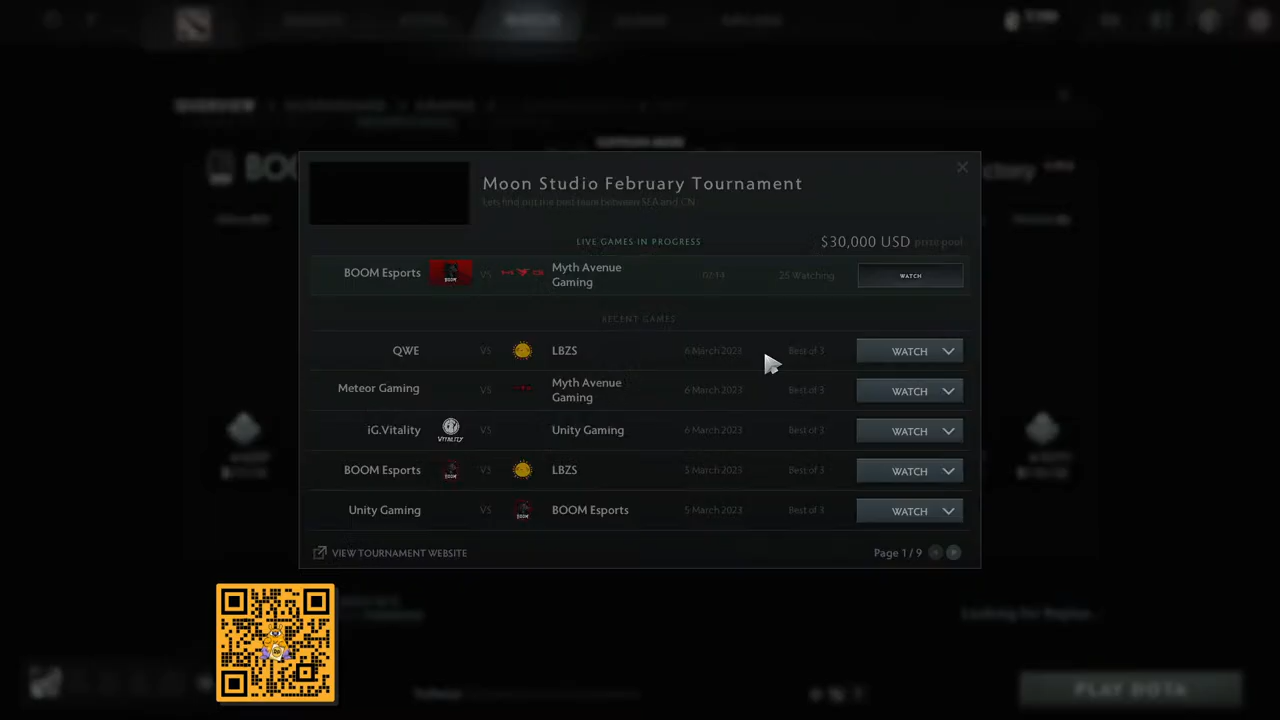 Moon Studio February Tournament
Lets find out the best team between SEA and CN
LIVE GAMES IN PROGRESS
$30,000 USD prize pool
BOOM Esports VS Myth Avenue Gaming 07:14 25 Watching WATCH
RECENT GAMES
QWE VS LBZS 6 March 2023 Best of 3 WATCH
Meteor Gaming VS Myth Avenue Gaming 6 March 2023 Best of 3 WATCH
iG.Vitality VITALITY VS Unity Gaming 6 March 2023 Best of 3 WATCH
BOOM Esports BOOM VS LBZS 5 March 2023 Best of 3 WATCH
Unity Gaming VS BOOM BOOM Esports 5 March 2023 Best of 3 WATCH
VIEW TOURNAMENT WEBSITE
Page 1 / 9
PLAY DOTA